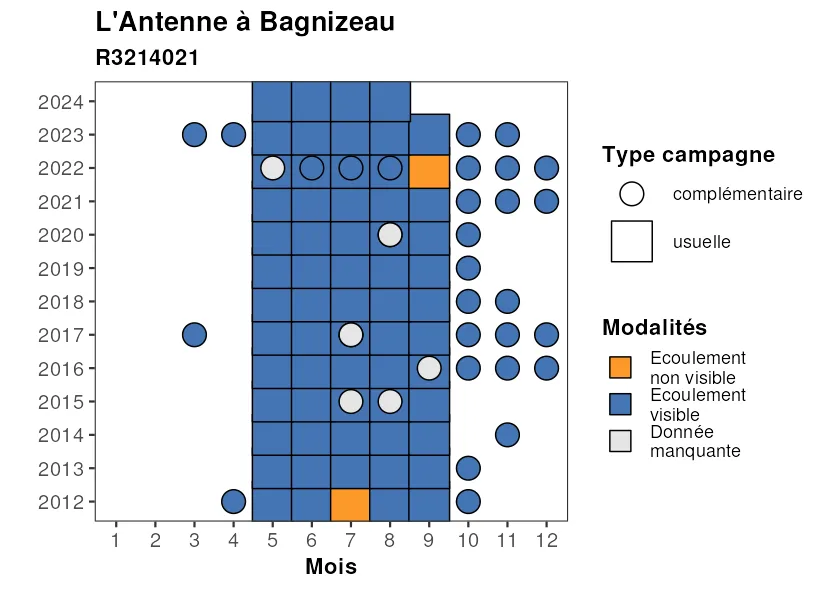 L'Antenne à Bagnizeau
R3214021
2024
2023
2022
2021
2020
2019
2018
2017
2016
2015
2014
2013
2012
1 2 3 4 5 6 7 8 9 10 11 12
Mois
Type campagne
complémentaire
usuelle
Modalités
Ecoulement
non visible
Ecoulement
visible
Donnée
manquante